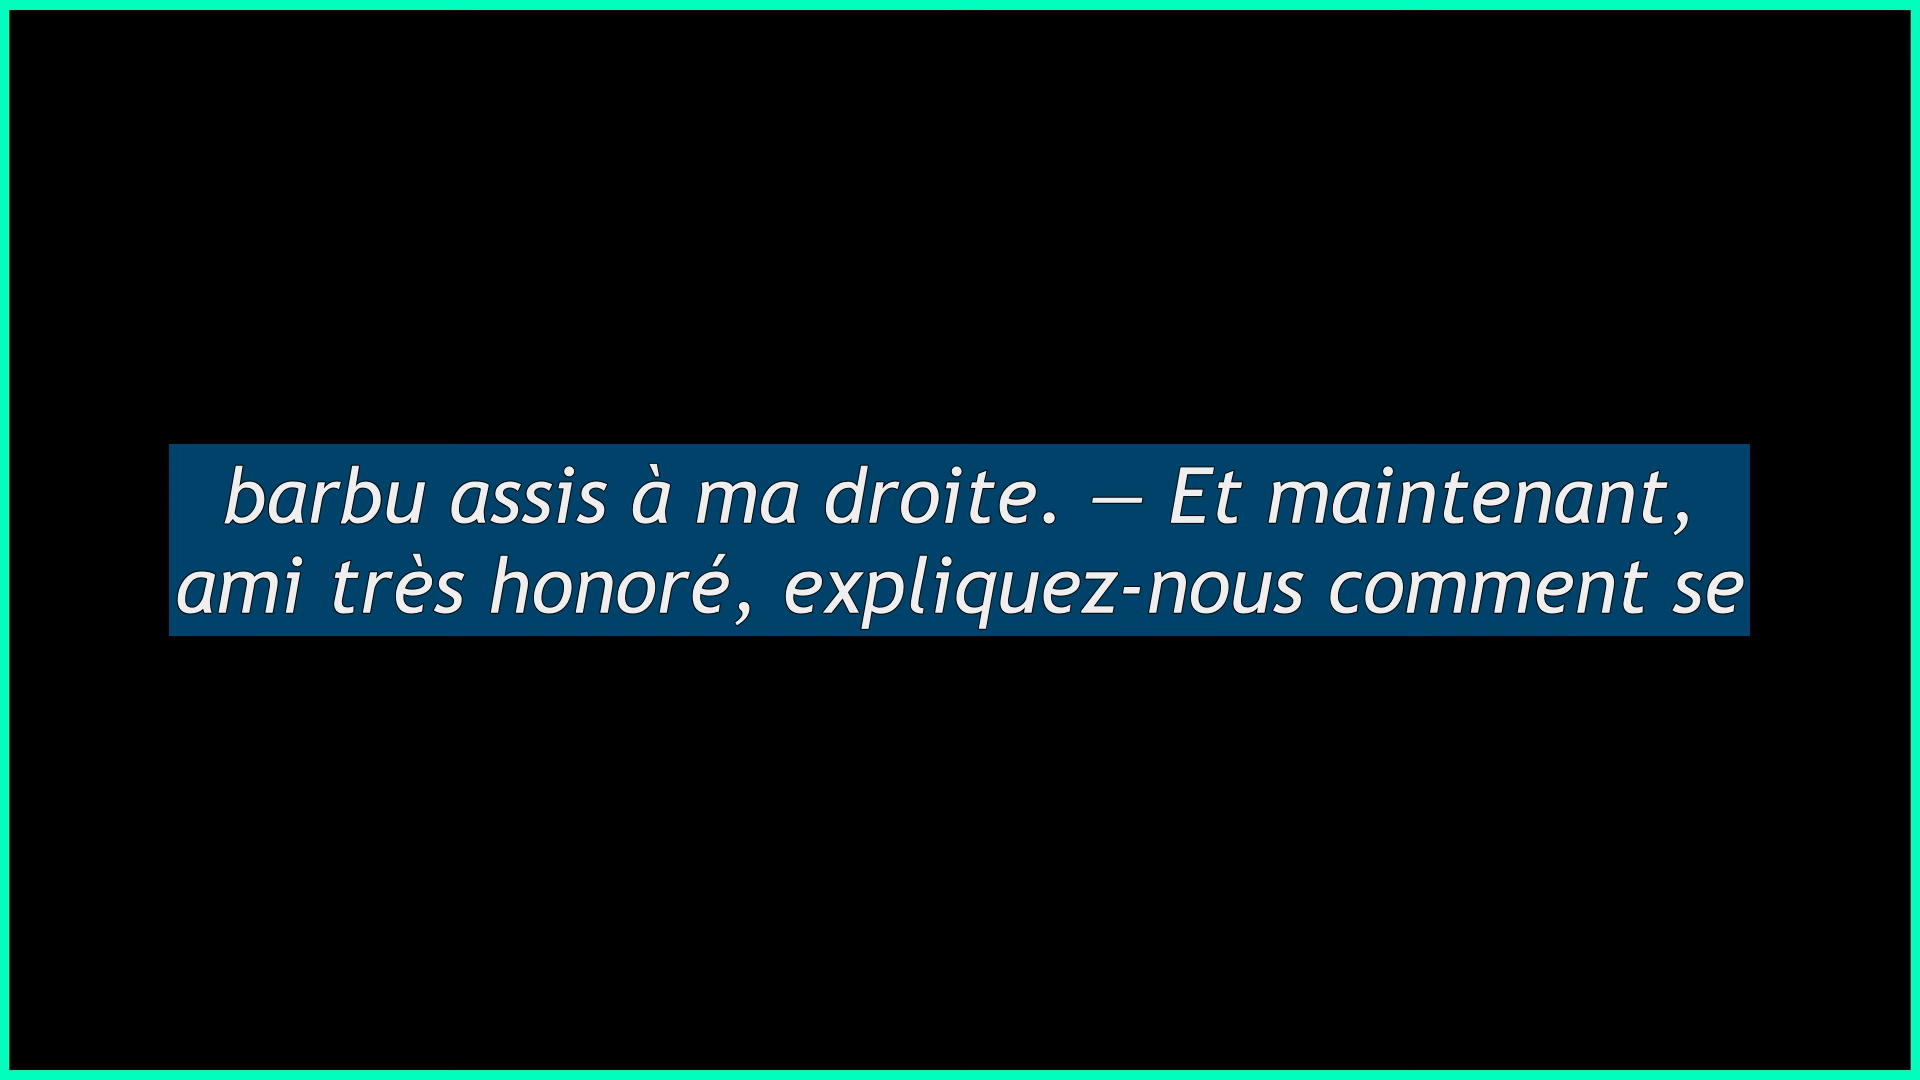 barbu assis à ma droite. — Et maintenant,
ami très honoré, expliquez-nous comment se